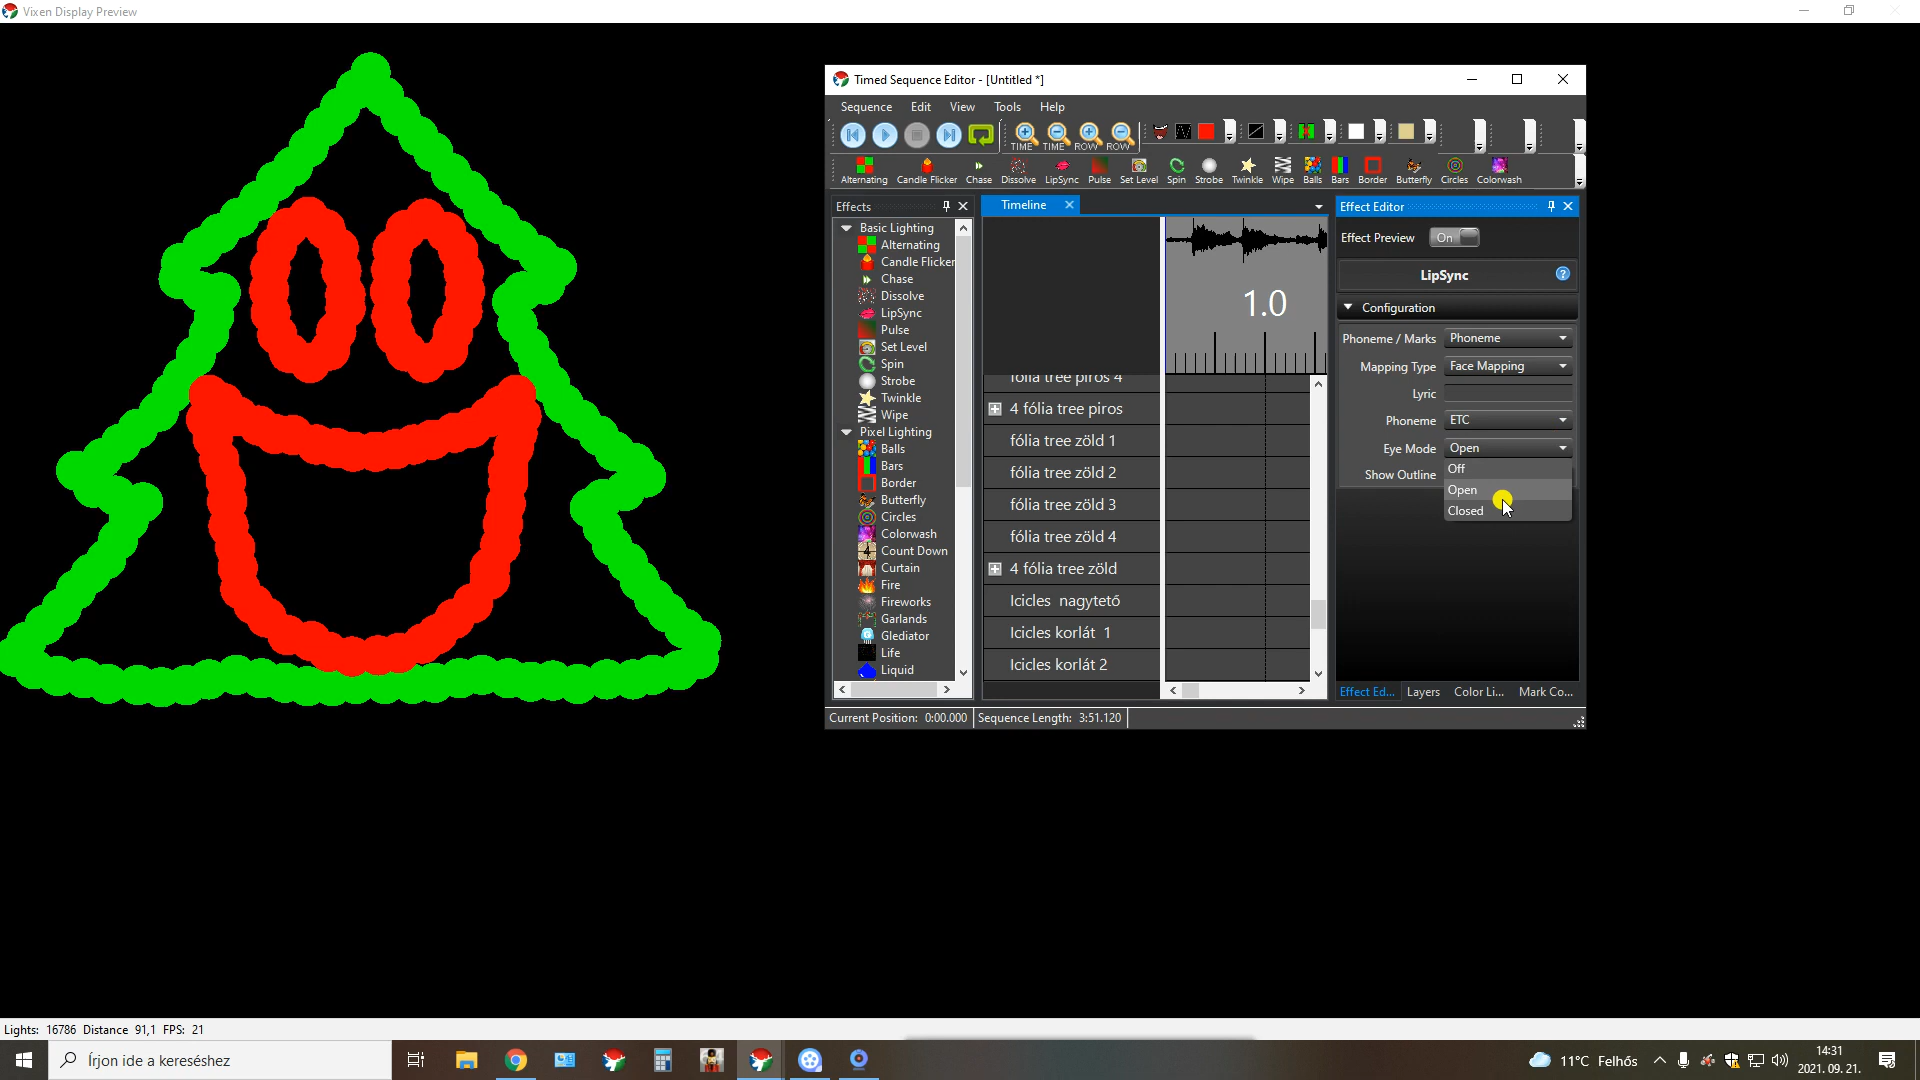 Vixen Display Preview
Timed Sequence Editor - [Untitled *]
Sequence Edit View Tools Help
TIME TIME ROW ROW
Alternating Candle Flicker Chase Dissolve LipSync Pulse Set Level Spin Strobe Twinkle Wipe Balls Bars Border Butterfly Circles Colorwash
Effects
Basic Lighting
Alternating
Candle Flicker
Chase
Dissolve
LipSync
Pulse
Set Level
Spin
Strobe
Twinkle
Wipe
Pixel Lighting
Balls
Bars
Border
Butterfly
Circles
Colorwash
Count Down
Curtain
Fire
Fireworks
Garlands
Glediator
Life
Liquid
Timeline
1.0
fólia tree piros 4
4 fólia tree piros
fólia tree zöld 1
fólia tree zöld 2
fólia tree zöld 3
fólia tree zöld 4
4 fólia tree zöld
Icicles nagytető
Icicles korlát 1
Icicles korlát 2
Effect Editor
Effect Preview On
LipSync ?
Configuration
Phoneme / Marks Phoneme
Mapping Type Face Mapping
Lyric
Phoneme ETC
Eye Mode Open
Show Outline
Off
Open
Closed
Effect Ed... Layers Color Li... Mark Co...
Current Position: 0:00.000 Sequence Length: 3:51.120
Lights: 16786 Distance 91,1 FPS: 21
Írjon ide a kereséshez
11°C Felhős
14:31
2021. 09. 21.